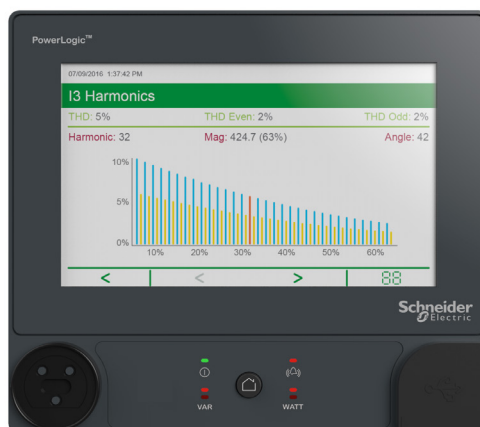 PowerLogic™
07/09/2016 1:37:42 PM
I3 Harmonics
THD: 5% THD Even: 2% THD Odd: 2%
Harmonic: 32 Mag: 424.7 (63%) Angle: 42
10%
5%
0%
10% 20% 30% 40% 50% 60%
< < > 88
Schneider
Electric
VAR WATT